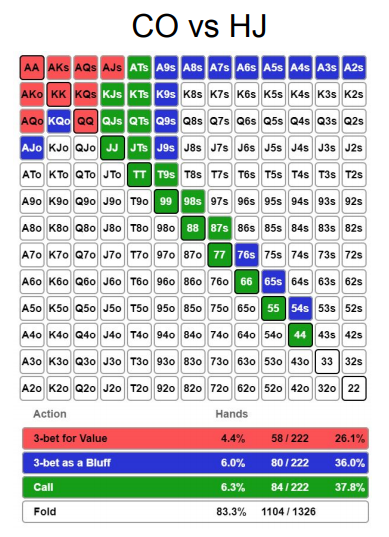 CO vs HJ
AA AKs AQs AJs ATs A9s A8s A7s A6s A5s A4s A3s A2s
AKo KK KQs KJs KTs K9s K8s K7s K6s K5s K4s K3s K2s
AQo KQo QQ QJs QTs Q9s Q8s Q7s Q6s Q5s Q4s Q3s Q2s
AJo KJo QJo JJ JTs J9s J8s J7s J6s J5s J4s J3s J2s
ATo KTo QTo JTo TT T9s T8s T7s T6s T5s T4s T3s T2s
A9o K9o Q9o J9o T9o 99 98s 97s 96s 95s 94s 93s 92s
A8o K8o Q8o J8o T8o 98o 88 87s 86s 85s 84s 83s 82s
A7o K7o Q7o J7o T7o 97o 87o 77 76s 75s 74s 73s 72s
A6o K6o Q6o J6o T6o 96o 86o 76o 66 65s 64s 63s 62s
A5o K5o Q5o J5o T5o 95o 85o 75o 65o 55 54s 53s 52s
A4o K4o Q4o J4o T4o 94o 84o 74o 64o 54o 44 43s 42s
A3o K3o Q3o J3o T3o 93o 83o 73o 63o 53o 43o 33 32s
A2o K2o Q2o J2o T2o 92o 82o 72o 62o 52o 42o 32o 22
Action Hands
3-bet for Value 4.4% 58 / 222 26.1%
3-bet as a Bluff 6.0% 80 / 222 36.0%
Call 6.3% 84 / 222 37.8%
Fold 83.3% 1104 / 1326